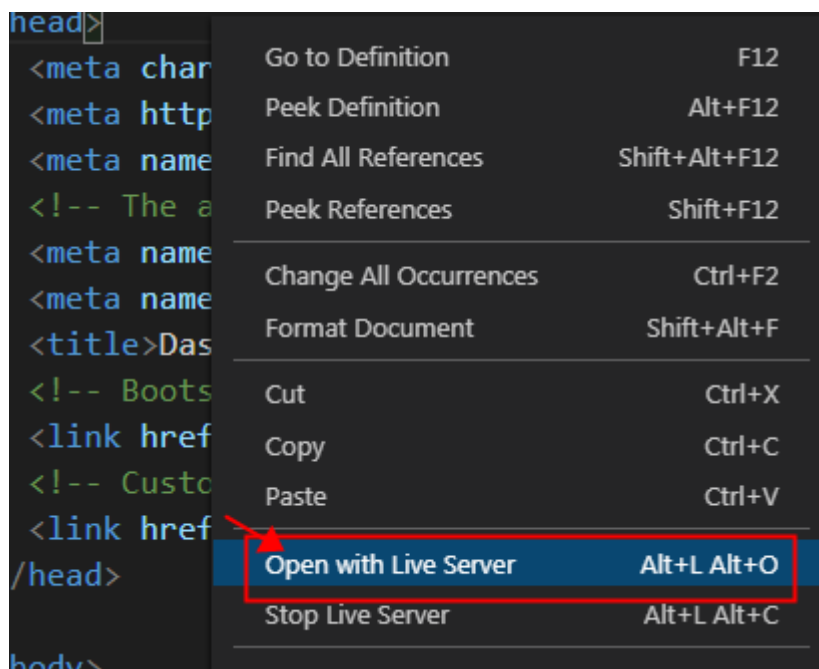 head>
<meta char
<meta http
<meta name
<!-- The a
<meta name
<meta name
<title>Das
<!-- Boots
<link href
<!-- Custo
<link href
/head>
body>
Go to Definition F12
Peek Definition Alt+F12
Find All References Shift+Alt+F12
Peek References Shift+F12
Change All Occurrences Ctrl+F2
Format Document Shift+Alt+F
Cut Ctrl+X
Copy Ctrl+C
Paste Ctrl+V
Open with Live Server Alt+L Alt+O
Stop Live Server Alt+L Alt+C